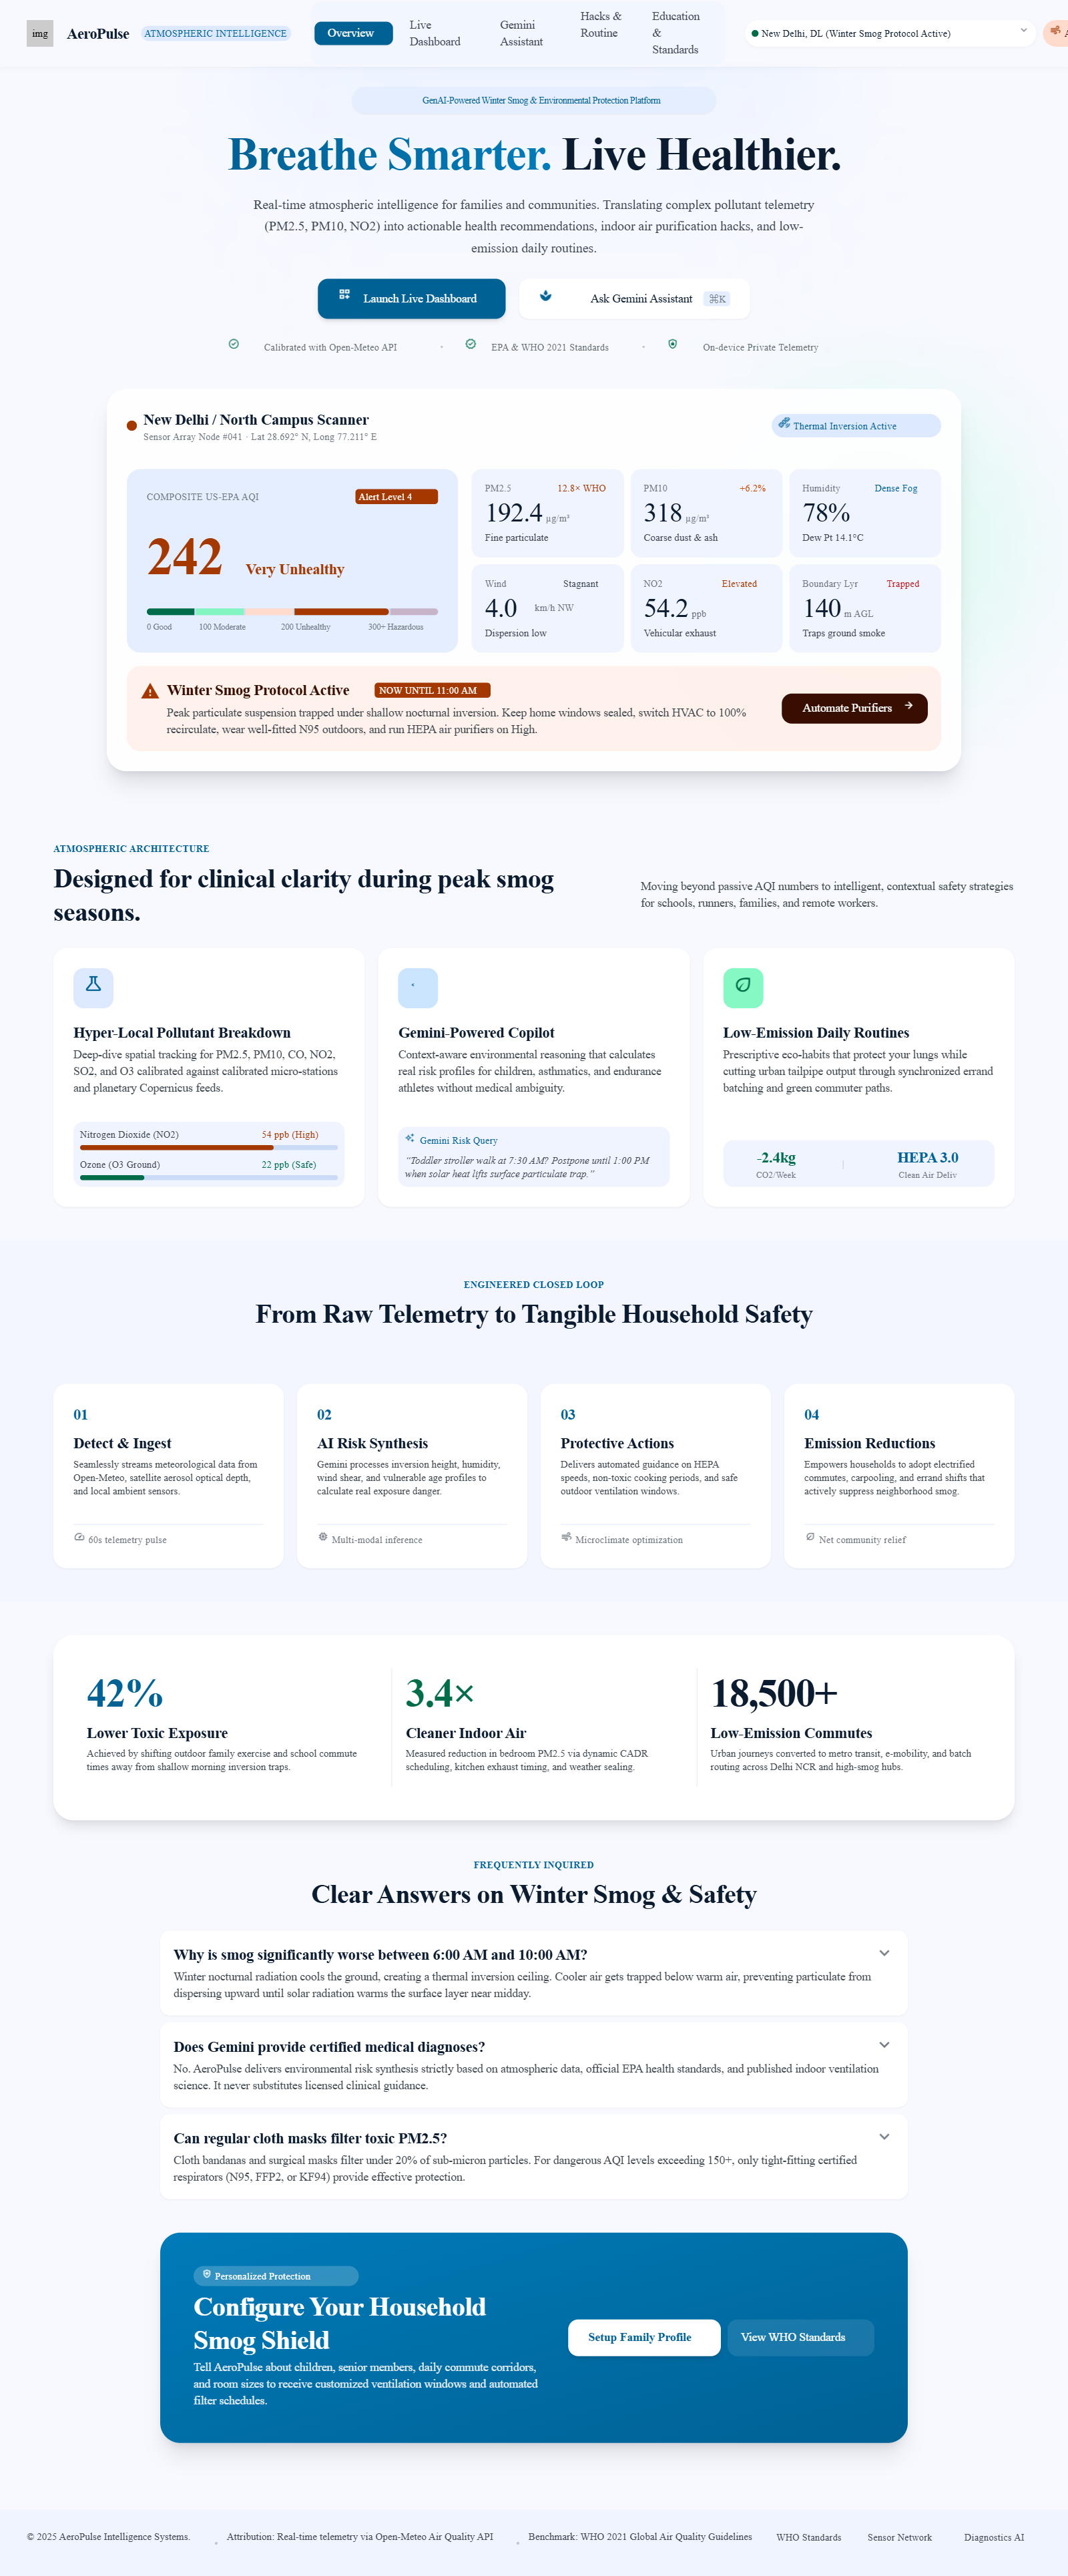 img
AeroPulse
ATMOSPHERIC INTELLIGENCE
Overview
Live
Dashboard
Gemini
Assistant
Hacks &
Routine
Education
&
Standards
New Delhi, DL (Winter Smog Protocol Active)
GenAI-Powered Winter Smog & Environmental Protection Platform
Breathe Smarter. Live Healthier.
Real-time atmospheric intelligence for families and communities. Translating complex pollutant telemetry
(PM2.5, PM10, NO2) into actionable health recommendations, indoor air purification hacks, and low-
emission daily routines.
Launch Live Dashboard
Ask Gemini Assistant ⌘K
Calibrated with Open-Meteo API
•
EPA & WHO 2021 Standards
•
On-device Private Telemetry
New Delhi / North Campus Scanner
Sensor Array Node #041 · Lat 28.692° N, Long 77.211° E
Thermal Inversion Active
COMPOSITE US-EPA AQI
Alert Level 4
242 Very Unhealthy
0 Good 100 Moderate 200 Unhealthy 300+ Hazardous
PM2.5 12.8× WHO
192.4 µg/m³
Fine particulate
PM10 +6.2%
318 µg/m³
Coarse dust & ash
Humidity Dense Fog
78%
Dew Pt 14.1°C
Wind Stagnant
4.0 km/h NW
Dispersion low
NO2 Elevated
54.2 ppb
Vehicular exhaust
Boundary Lyr Trapped
140 m AGL
Traps ground smoke
Winter Smog Protocol Active NOW UNTIL 11:00 AM
Peak particulate suspension trapped under shallow nocturnal inversion. Keep home windows sealed, switch HVAC to 100%
recirculate, wear well-fitted N95 outdoors, and run HEPA air purifiers on High.
Automate Purifiers
ATMOSPHERIC ARCHITECTURE
Designed for clinical clarity during peak smog
seasons.
Moving beyond passive AQI numbers to intelligent, contextual safety strategies
for schools, runners, families, and remote workers.
Hyper-Local Pollutant Breakdown
Deep-dive spatial tracking for PM2.5, PM10, CO, NO2,
SO2, and O3 calibrated against calibrated micro-stations
and planetary Copernicus feeds.
Nitrogen Dioxide (NO2) 54 ppb (High)
Ozone (O3 Ground) 22 ppb (Safe)
Gemini-Powered Copilot
Context-aware environmental reasoning that calculates
real risk profiles for children, asthmatics, and endurance
athletes without medical ambiguity.
Gemini Risk Query
“Toddler stroller walk at 7:30 AM? Postpone until 1:00 PM
when solar heat lifts surface particulate trap.”
Low-Emission Daily Routines
Prescriptive eco-habits that protect your lungs while
cutting urban tailpipe output through synchronized errand
batching and green commuter paths.
-2.4kg
CO2/Week
HEPA 3.0
Clean Air Deliv
ENGINEERED CLOSED LOOP
From Raw Telemetry to Tangible Household Safety
01
Detect & Ingest
Seamlessly streams meteorological data from
Open-Meteo, satellite aerosol optical depth,
and local ambient sensors.
60s telemetry pulse
02
AI Risk Synthesis
Gemini processes inversion height, humidity,
wind shear, and vulnerable age profiles to
calculate real exposure danger.
Multi-modal inference
03
Protective Actions
Delivers automated guidance on HEPA
speeds, non-toxic cooking periods, and safe
outdoor ventilation windows.
Microclimate optimization
04
Emission Reductions
Empowers households to adopt electrified
commutes, carpooling, and errand shifts that
actively suppress neighborhood smog.
Net community relief
42%
Lower Toxic Exposure
Achieved by shifting outdoor family exercise and school commute
times away from shallow morning inversion traps.
3.4×
Cleaner Indoor Air
Measured reduction in bedroom PM2.5 via dynamic CADR
scheduling, kitchen exhaust timing, and weather sealing.
18,500+
Low-Emission Commutes
Urban journeys converted to metro transit, e-mobility, and batch
routing across Delhi NCR and high-smog hubs.
FREQUENTLY INQUIRED
Clear Answers on Winter Smog & Safety
Why is smog significantly worse between 6:00 AM and 10:00 AM?
Winter nocturnal radiation cools the ground, creating a thermal inversion ceiling. Cooler air gets trapped below warm air, preventing particulate from
dispersing upward until solar radiation warms the surface layer near midday.
Does Gemini provide certified medical diagnoses?
No. AeroPulse delivers environmental risk synthesis strictly based on atmospheric data, official EPA health standards, and published indoor ventilation
science. It never substitutes licensed clinical guidance.
Can regular cloth masks filter toxic PM2.5?
Cloth bandanas and surgical masks filter under 20% of sub-micron particles. For dangerous AQI levels exceeding 150+, only tight-fitting certified
respirators (N95, FFP2, or KF94) provide effective protection.
Personalized Protection
Configure Your Household
Smog Shield
Tell AeroPulse about children, senior members, daily commute corridors,
and room sizes to receive customized ventilation windows and automated
filter schedules.
Setup Family Profile
View WHO Standards
© 2025 AeroPulse Intelligence Systems.
•
Attribution: Real-time telemetry via Open-Meteo Air Quality API
•
Benchmark: WHO 2021 Global Air Quality Guidelines
WHO Standards
Sensor Network
Diagnostics AI